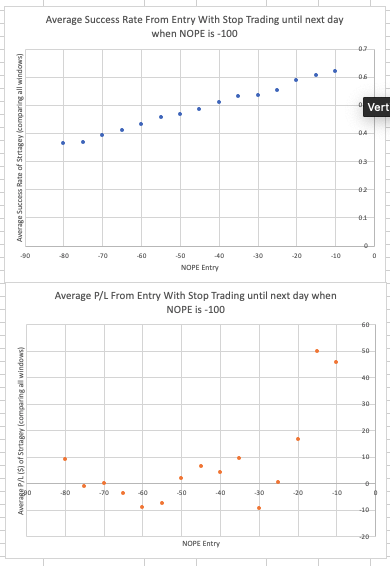 Average Success Rate From Entry With Stop Trading until next day
when NOPE is -100
Average Success Rate of Strtagey (comparing all windows)
0.7
0.6
0.5
0.4
0.3
0.2
0.1
0
Vert
-90 -80 -70 -60 -50 -40 -30 -20 -10 0
NOPE Entry
Average P/L From Entry With Stop Trading until next day when
NOPE is -100
Average P/L ($) of Strtagey (comparing all windows)
60
50
40
30
20
10
0
-10
-20
-90 -80 -70 -60 -50 -40 -30 -20 -10 0
NOPE Entry